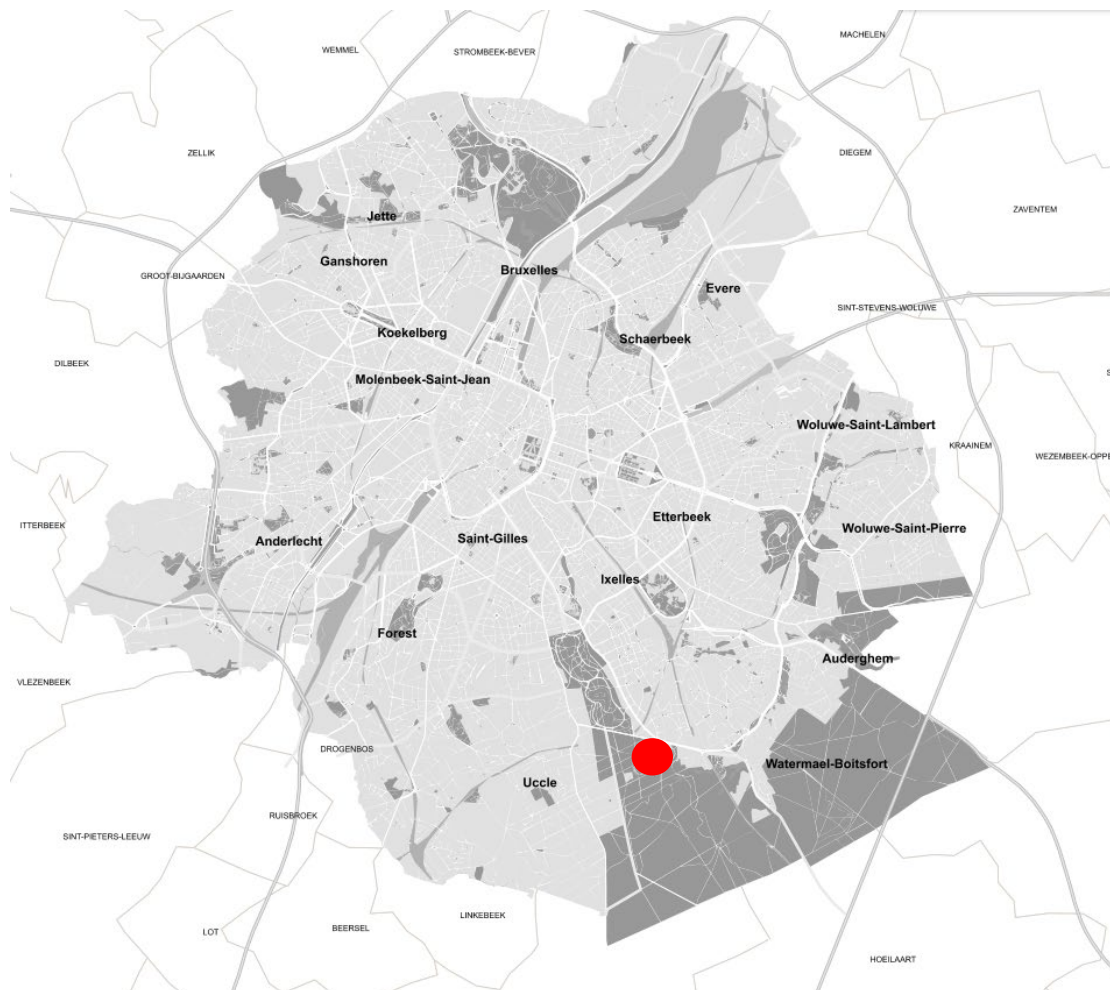 MACHELEN
WEMMEL
STROMBEEK-BEVER
ZELLIK
DIEGEM
ZAVENTEM
Jette
Ganshoren
Bruxelles
GROOT-BIJGAARDEN
Evere
SINT-STEVENS-WOLUWE
Koekelberg
Schaerbeek
DILBEEK
Molenbeek-Saint-Jean
S
Woluwe-Saint-Lambert
KRAAINEM
WEZEMBEEK-OPPE
Etterbeek
ITTERBEEK
Woluwe-Saint-Pierre
Anderlecht
Saint-Gilles
Ixelles
Forest
Auderghem
VLEZENBEEK
DROGENBOS
Watermael-Boitsfort
Uccle
RUISBROEK
SINT-PIETERS-LEEUW
LINKEBEEK
BEERSEL
LOT
HOEILAART